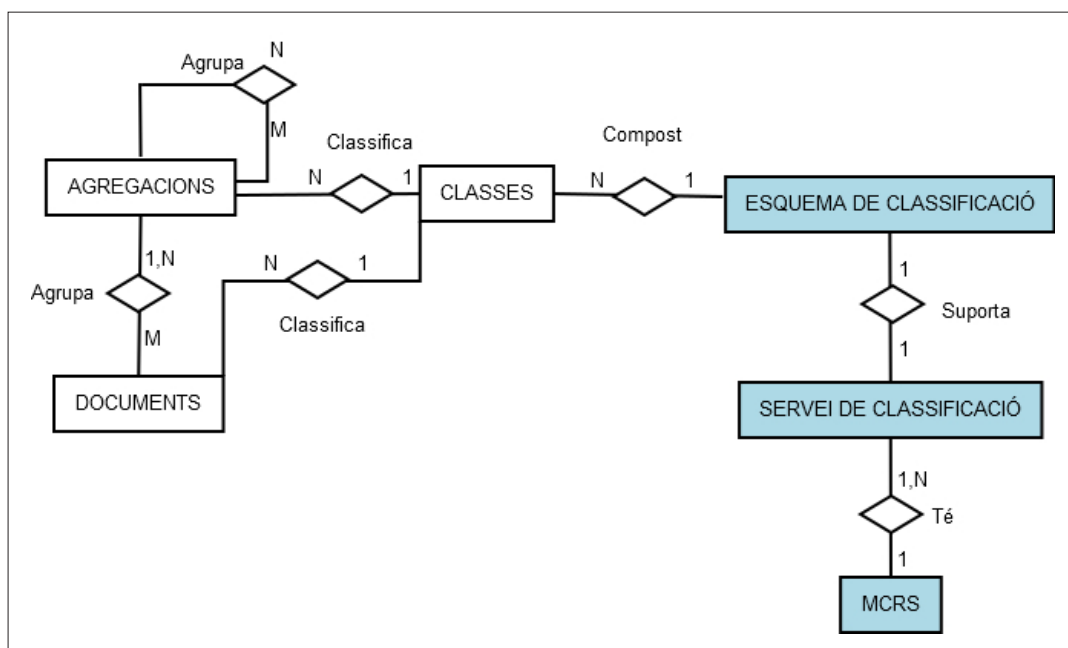 N
Agrupa
M
Classifica
Compost
AGREGACIONS
N
1
CLASSES
N
1
ESQUEMA DE CLASSIFICACIÓ
1,N
N
1
1
Agrupa
Suporta
Classifica
M
1
DOCUMENTS
SERVEI DE CLASSIFICACIÓ
1,N
Té
1
MCRS